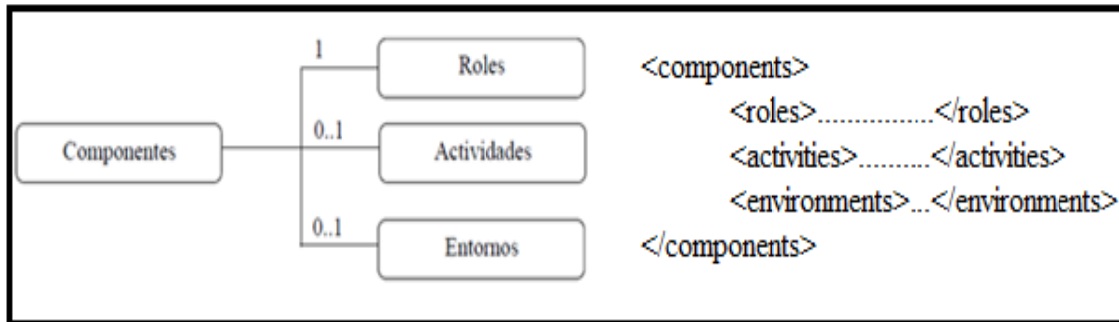 1
Roles
0..1
Componentes
Actividades
0..1
Entornos
<components>
<roles>...............</roles>
<activities>..........</activities>
<environments>...</environments>
</components>